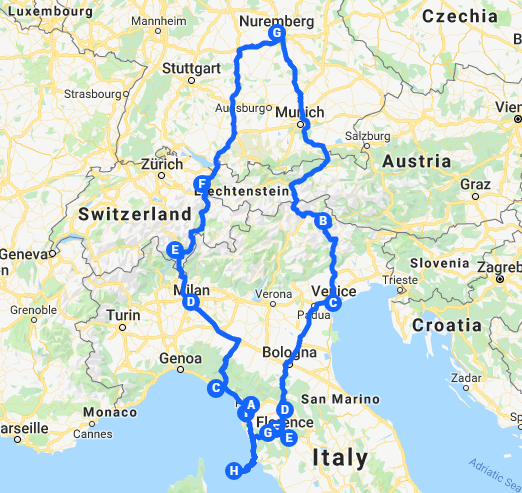 Luxembourg
Mannheim
Nuremberg
G
Czechia
Stuttgart
Strasbourg
Augsburg
Munich
Vien
Salzburg
Zürich
Austria
F
Liechtenstein
Graz
Switzerland
B
E
Geneva
Slovenia
Milan
Venice
Trieste
Zagreb
D
Verona
C
Grenoble
Turin
Padua
Croatia
Genoa
Bologna
Zadar
C
San Marino
Monaco
A
D
Cannes
Florence
arseille
G
E
Sp
Italy
H
Adriatic Sea